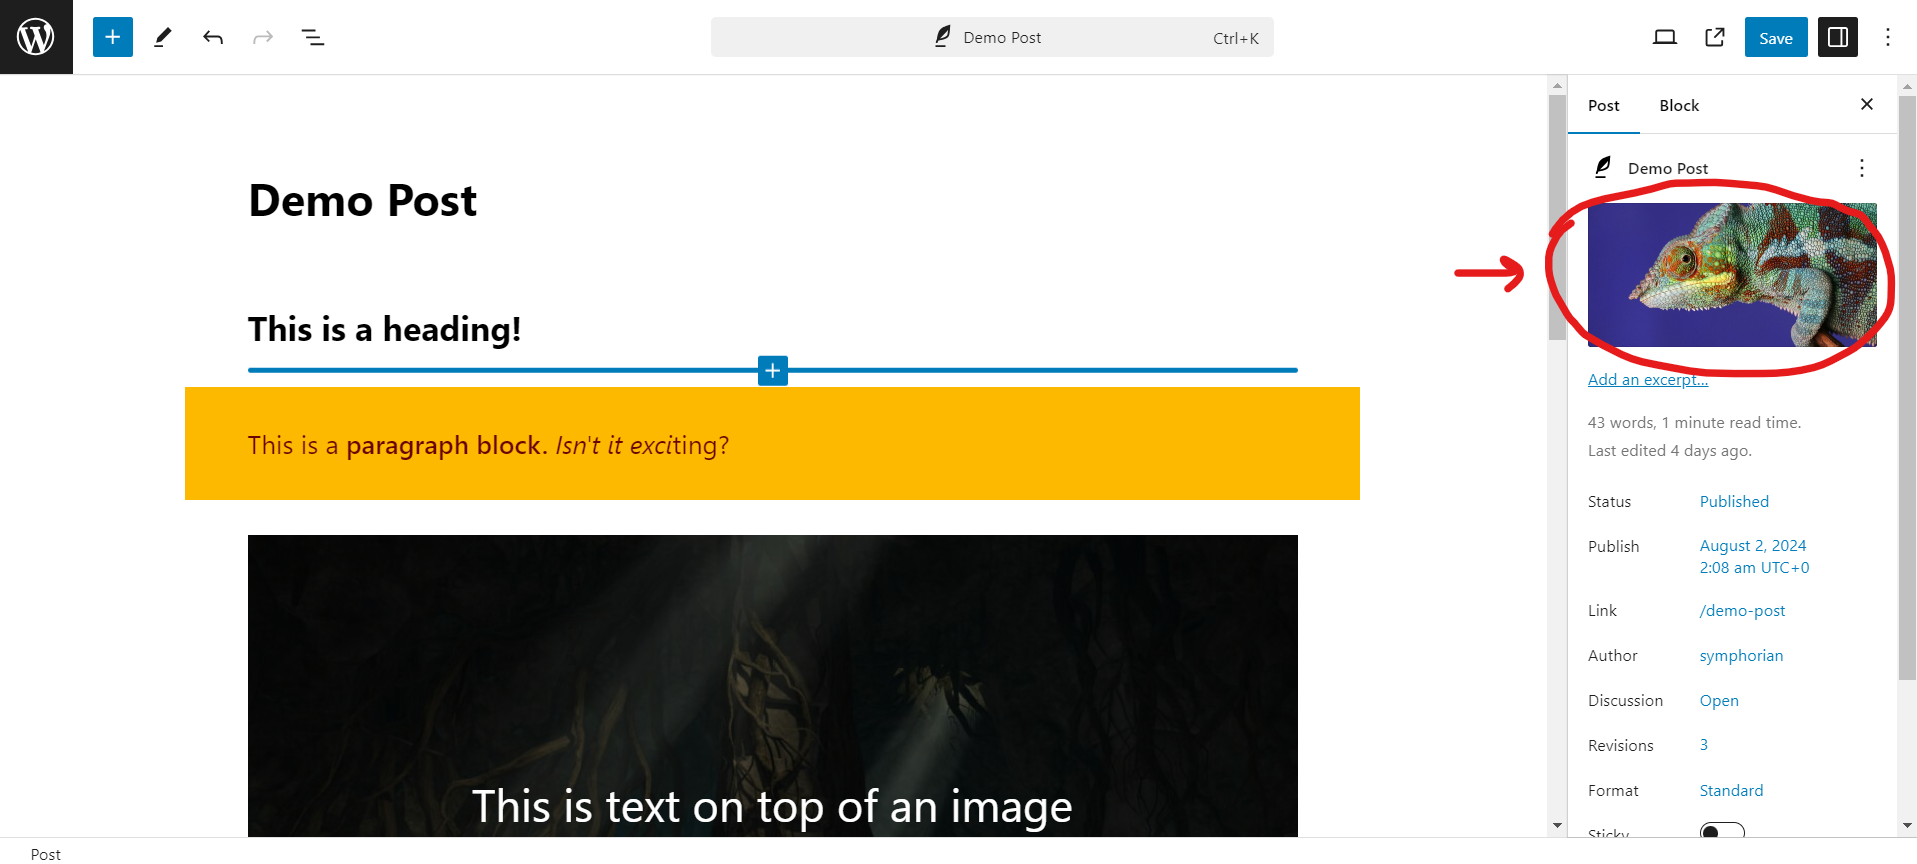 Demo Post
Ctrl+K
Save
Demo Post
This is a heading!
This is a paragraph block. Isn't it exciting?
This is text on top of an image
Post
Block
Demo Post
Add an excerpt...
43 words, 1 minute read time.
Last edited 4 days ago.
Status Published
Publish August 2, 2024
2:08 am UTC+0
Link /demo-post
Author symphorian
Discussion Open
Revisions 3
Format Standard
Sticky
Post